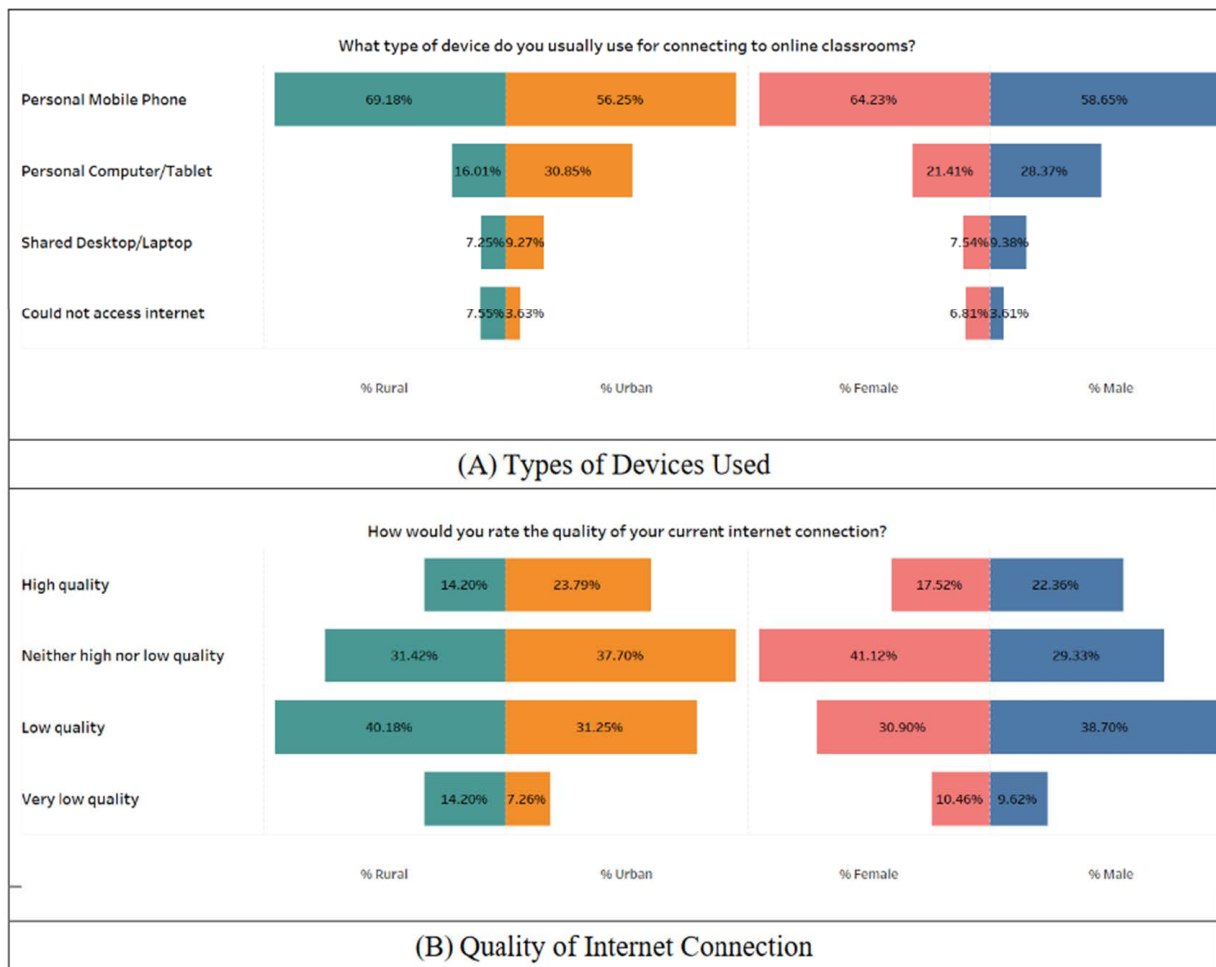 What type of device do you usually use for connecting to online classrooms?
Personal Mobile Phone 69.18% 56.25% 64.23% 58.65%
Personal Computer/Tablet 16.01% 30.85% 21.41% 28.37%
Shared Desktop/Laptop 7.25% 9.27% 7.54% 9.38%
Could not access internet 7.55% 3.63% 6.81% 3.61%
% Rural % Urban % Female % Male
(A) Types of Devices Used
How would you rate the quality of your current internet connection?
High quality 14.20% 23.79% 17.52% 22.36%
Neither high nor low quality 31.42% 37.70% 41.12% 29.33%
Low quality 40.18% 31.25% 30.90% 38.70%
Very low quality 14.20% 7.26% 10.46% 9.62%
% Rural % Urban % Female % Male
(B) Quality of Internet Connection